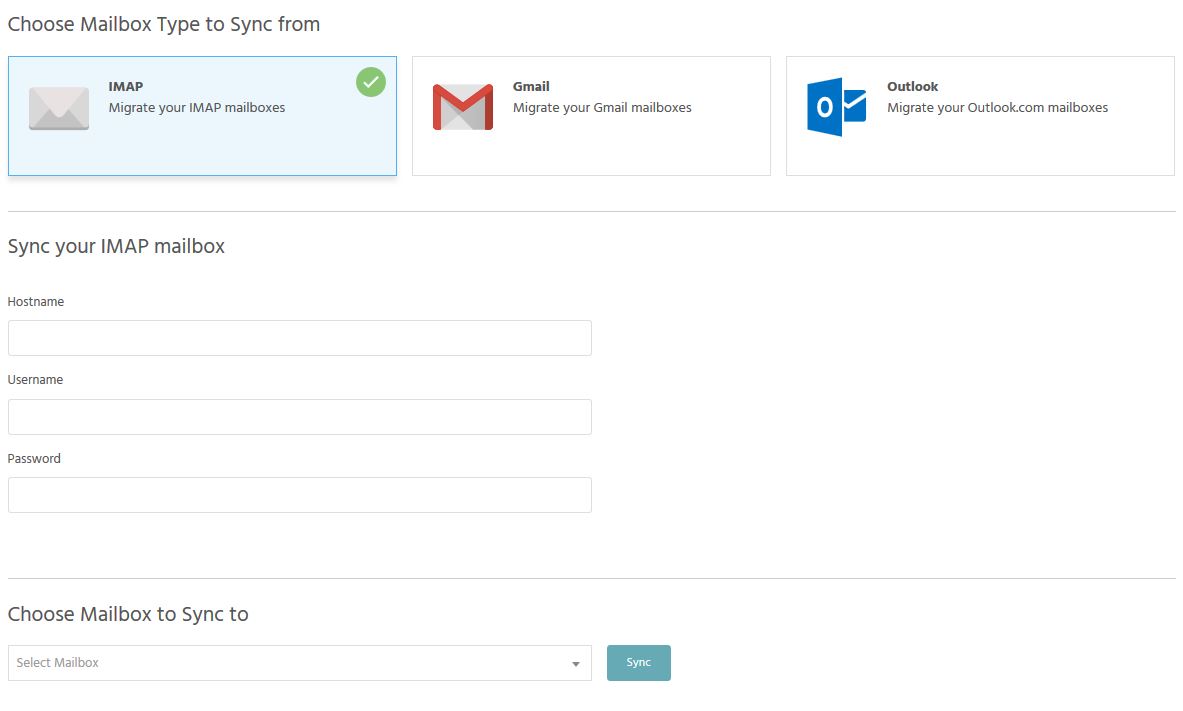 Choose Mailbox Type to Sync from
IMAP
Migrate your IMAP mailboxes
Gmail
Migrate your Gmail mailboxes
Outlook
Migrate your Outlook.com mailboxes
Sync your IMAP mailbox
Hostname
Username
Password
Choose Mailbox to Sync to
Select Mailbox
Sync